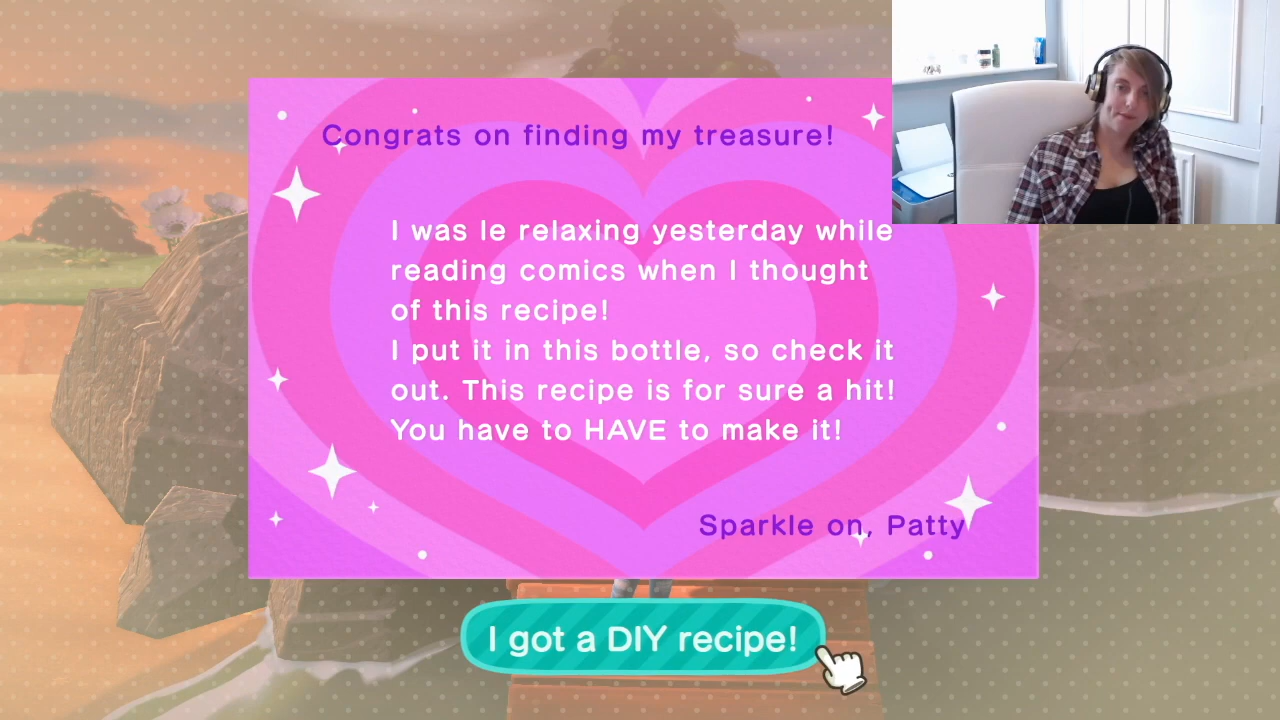 Congrats on finding my treasure!
I was le relaxing yesterday while
reading comics when I thought
of this recipe!
I put it in this bottle, so check it
out. This recipe is for sure a hit!
You have to HAVE to make it!
Sparkle on, Patty
I got a DIY recipe!